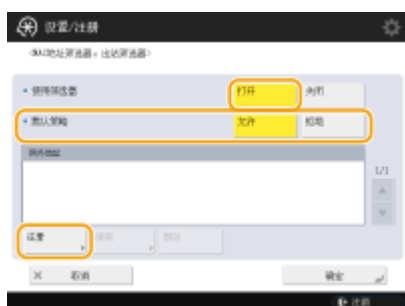 设置/注册
<MAC地址筛选器: 出站筛选器>
使用筛选器 打开 关闭
默认策略 允许 拒绝
例外地址
1/1
注册 编辑 删除
取消 确定
注销